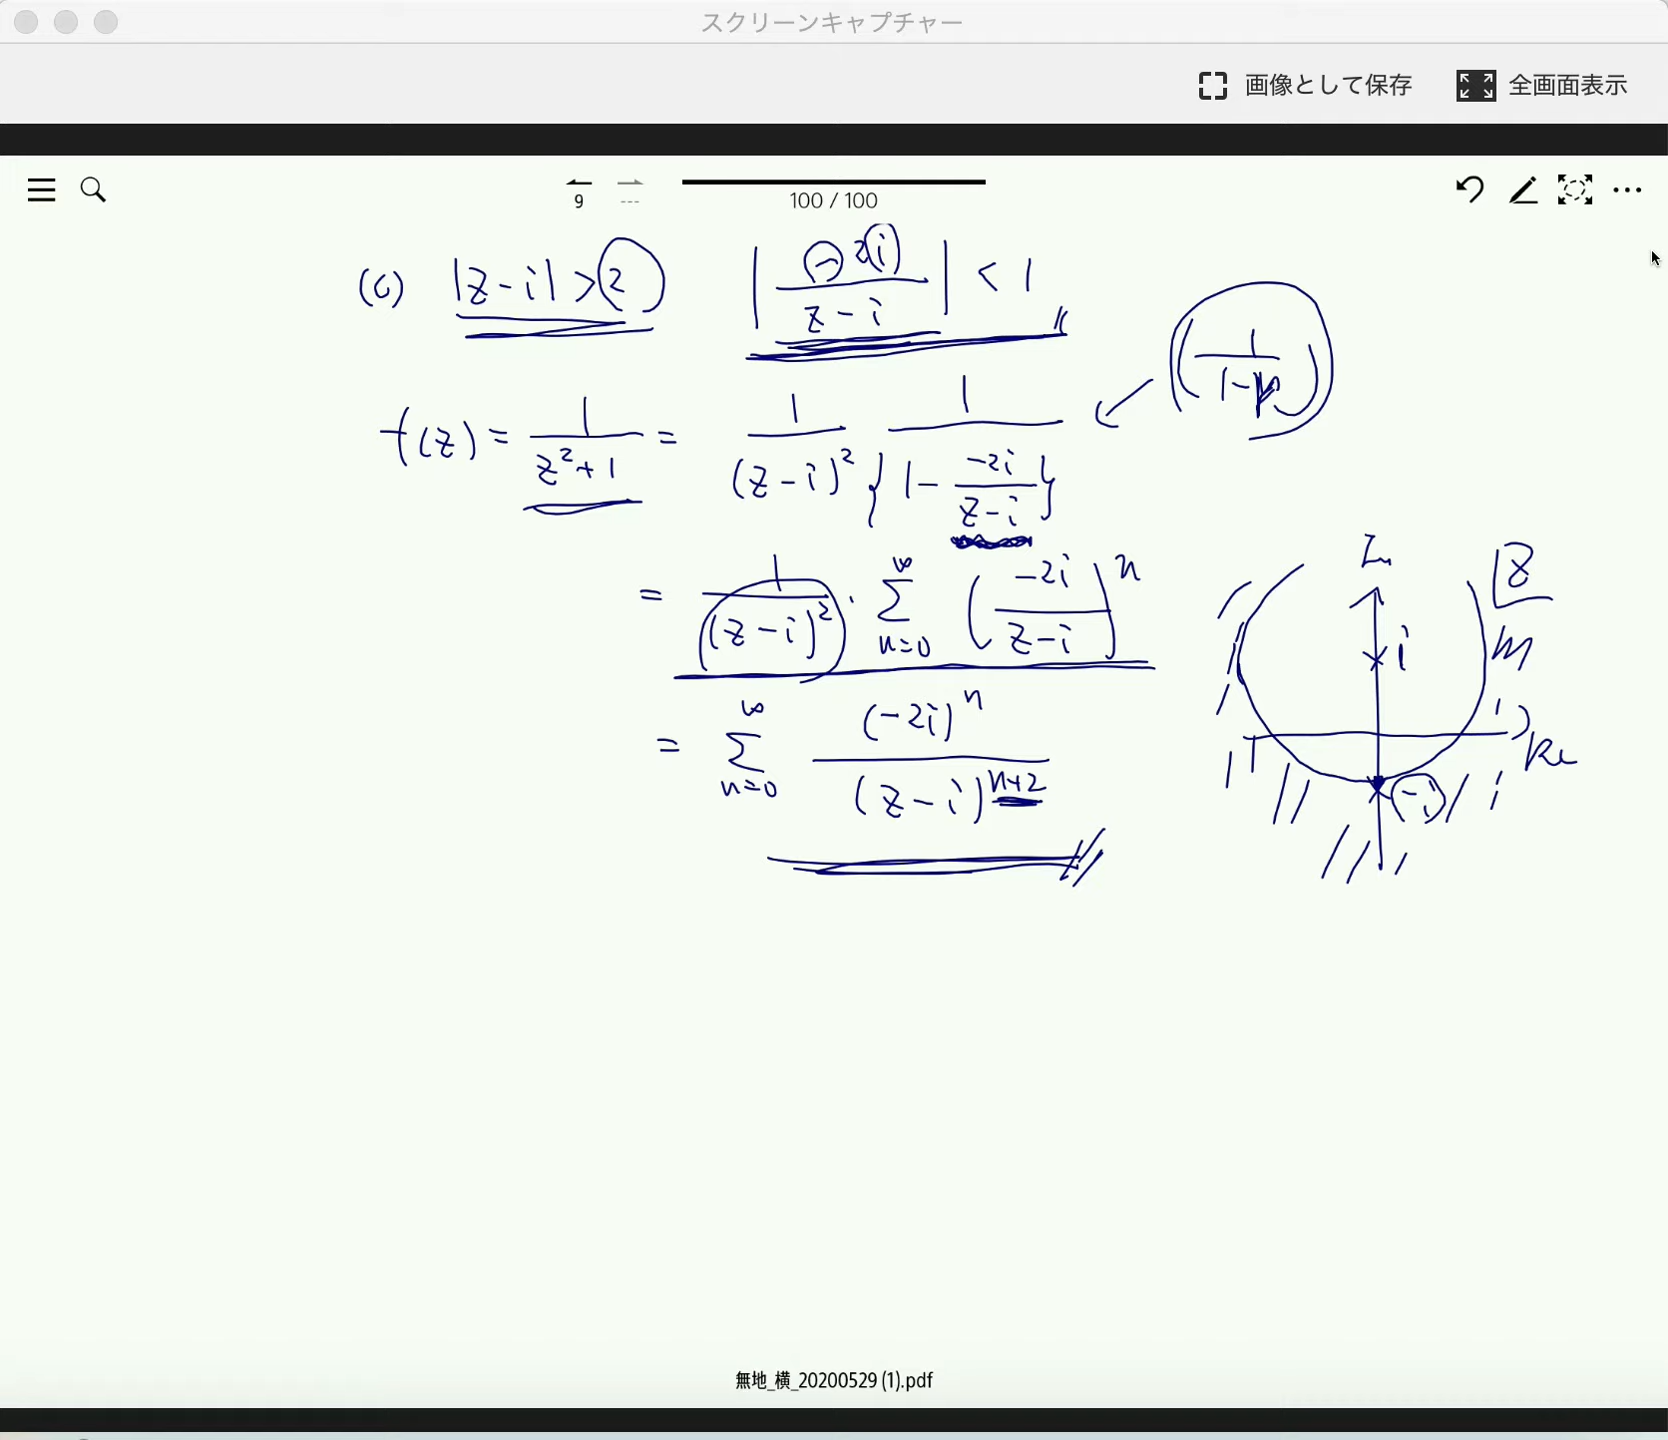 スクリーンキャプチャー
画像として保存 全画面表示
9 --- 100 / 100
(c) |z-i| > 2 |-2i/(z-i)| < 1
f(z) = 1/(z²+1) = 1/(z-i)² 1/{1 - (-2i)/(z-i)} ← (1/(1-
= 1/(z-i)² · Σ_{n=0}^{∞} (-2i/(z-i))^n
= Σ_{n=0}^{∞} (-2i)^n/(z-i)^{n+2}
Im z
i
Re
(-i)
無地_横_20200529 (1).pdf